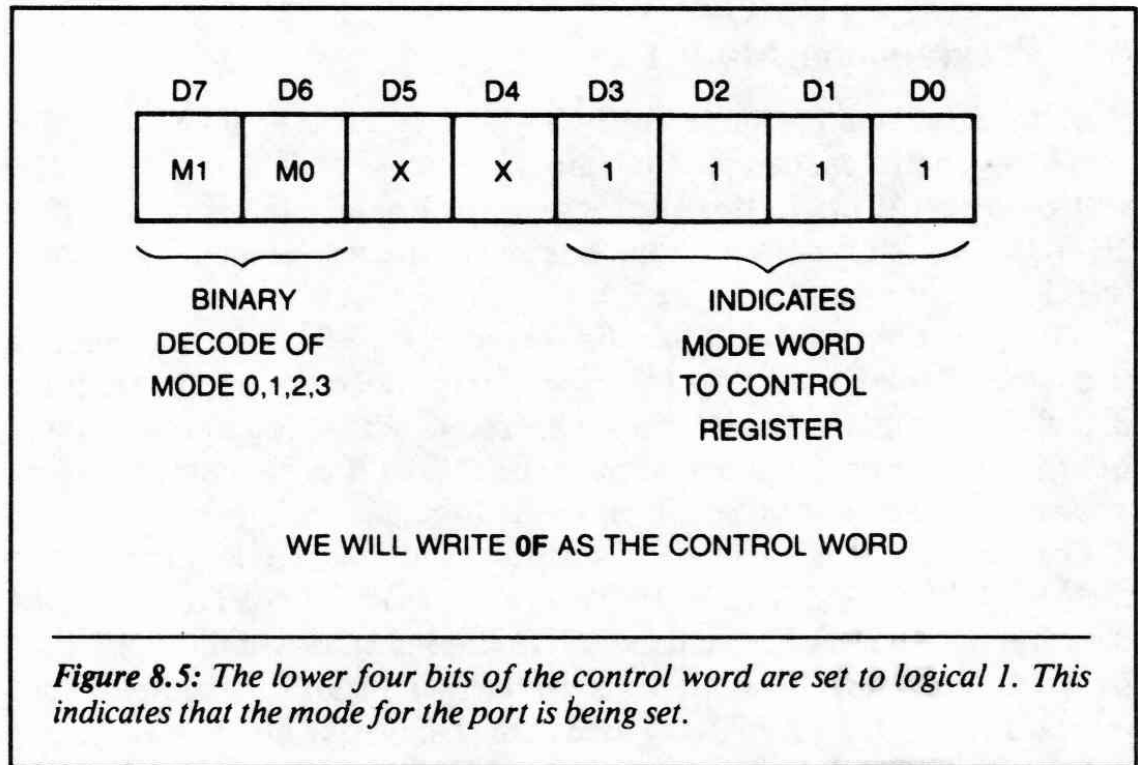 D7 D6 D5 D4 D3 D2 D1 D0
M1 M0 X X 1 1 1 1
BINARY
DECODE OF
MODE 0,1,2,3
INDICATES
MODE WORD
TO CONTROL
REGISTER
WE WILL WRITE 0F AS THE CONTROL WORD
Figure 8.5: The lower four bits of the control word are set to logical 1. This
indicates that the mode for the port is being set.